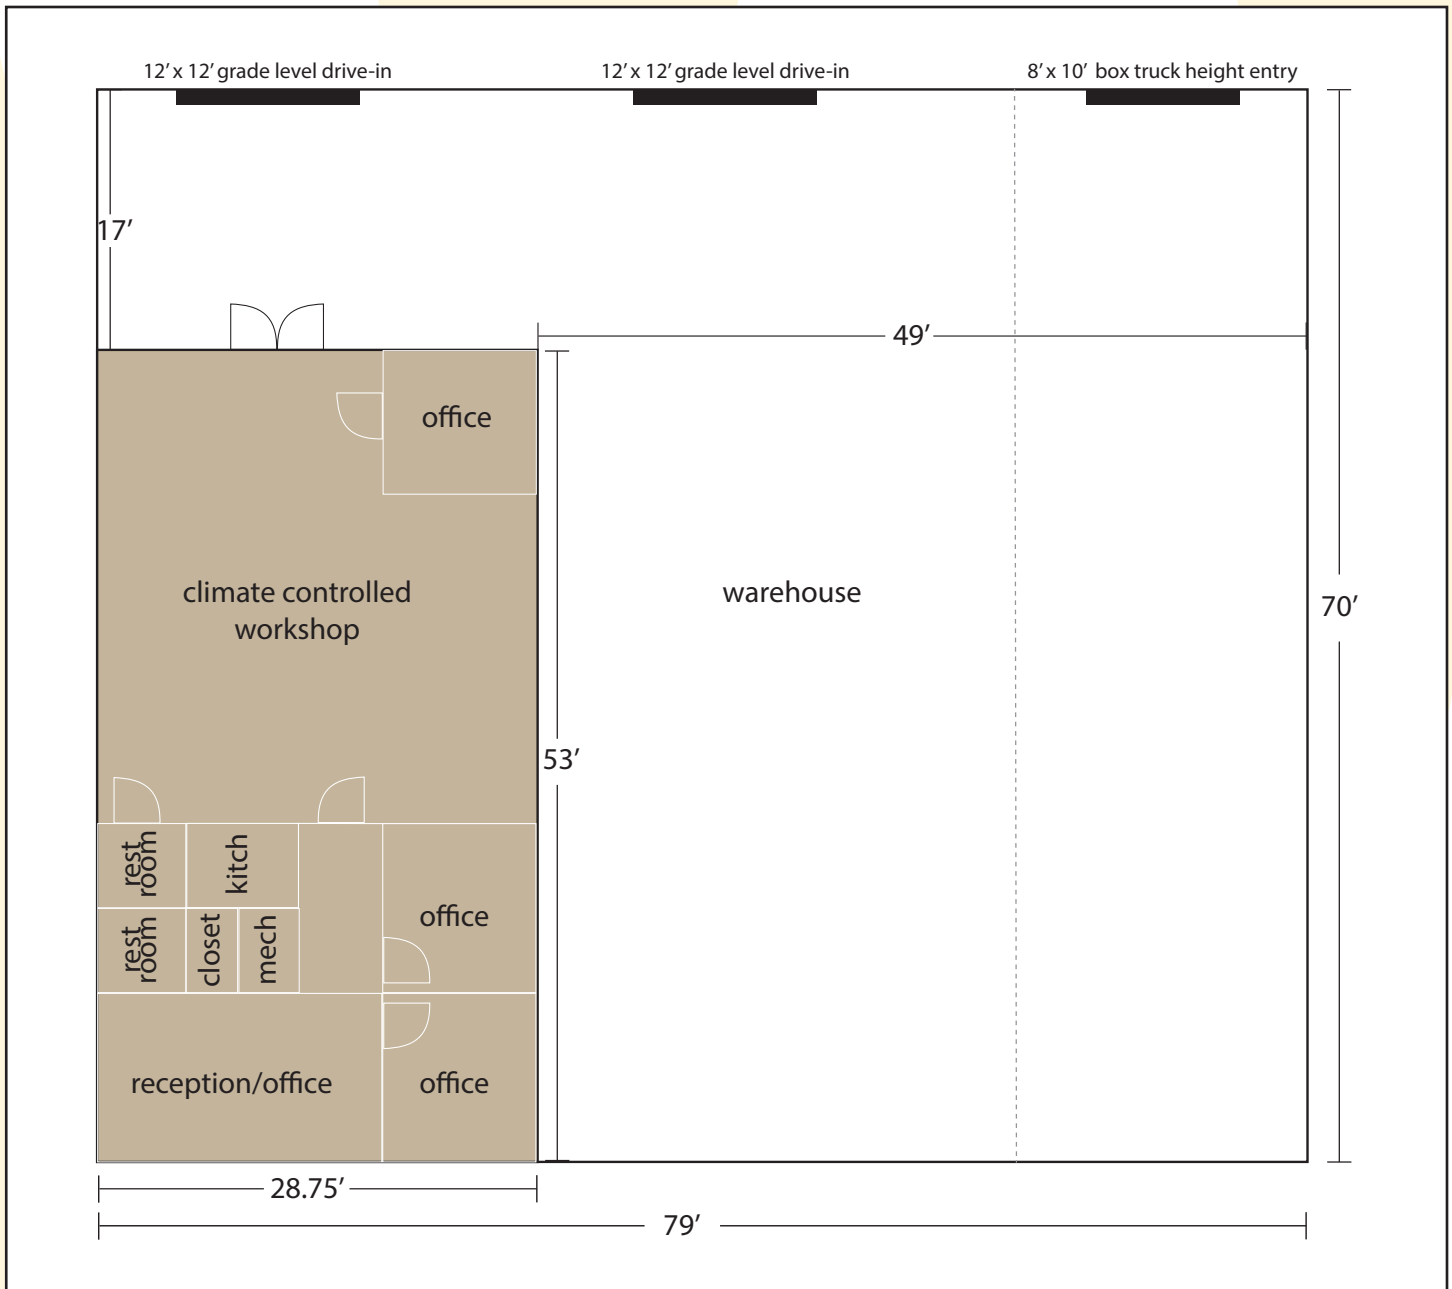 12’ x 12’ grade level drive-in
12’ x 12’ grade level drive-in
8’ x 10’ box truck height entry
17’
49’
office
climate controlled
workshop
warehouse
70’
53’
rest
room
kitch
office
rest
room
closet
mech
reception/office
office
28.75’
79’